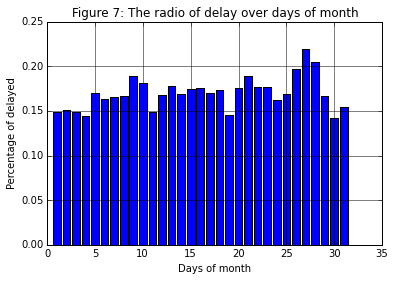 Figure 7: The radio of delay over days of month
0.25
0.20
0.15
0.10
0.05
0.00
Percentage of delayed
0 5 10 15 20 25 30 35
Days of month